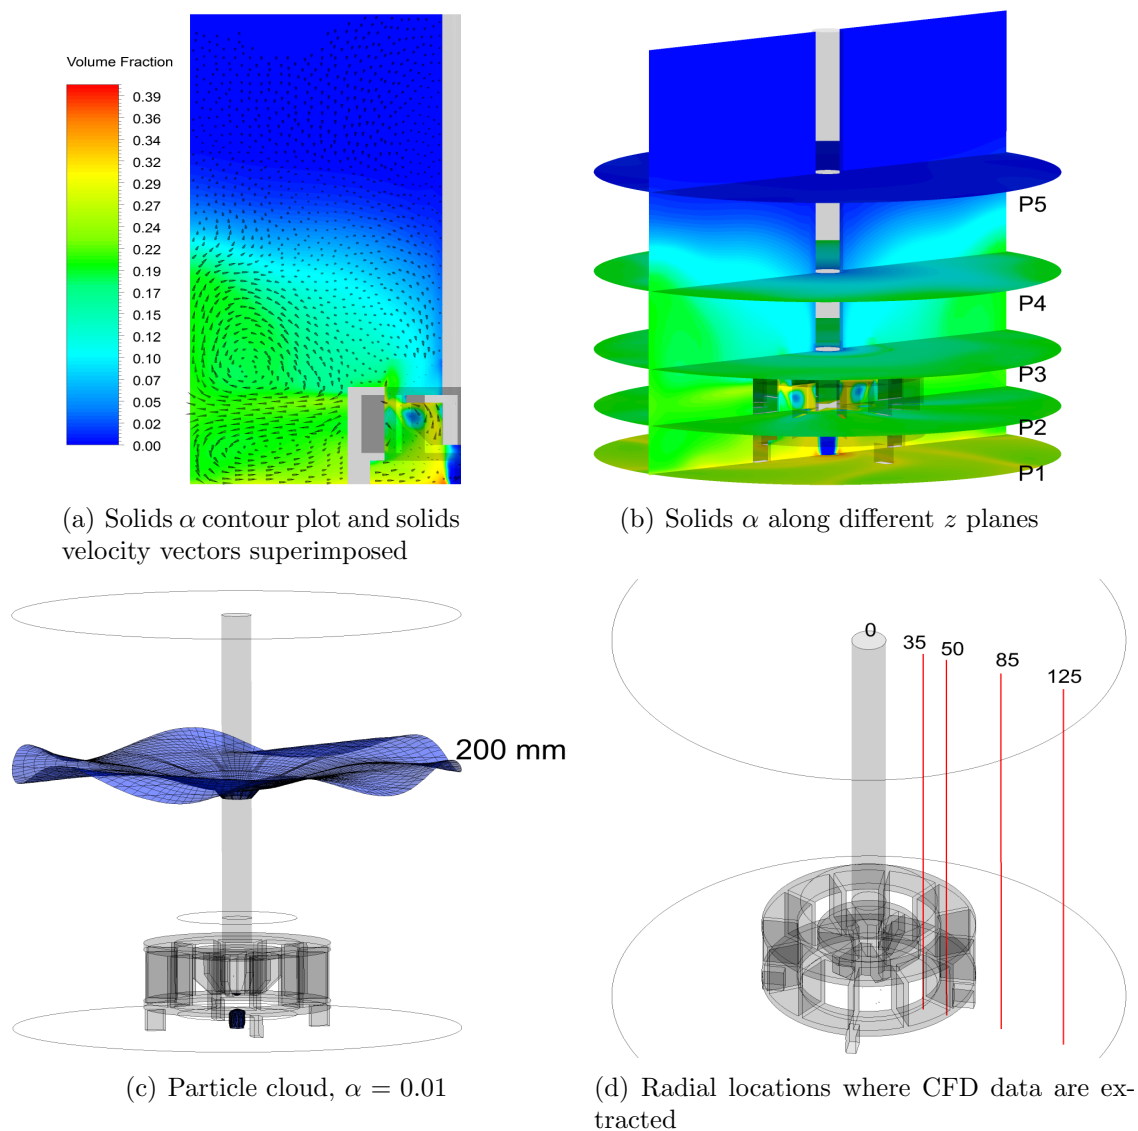 Volume Fraction
0.39
0.36
0.34
0.32
0.29
0.27
0.24
0.22
0.19
0.17
0.15
0.12
0.10
0.07
0.05
0.02
0.00
P5
P4
P3
P2
P1
(a) Solids α contour plot and solids
velocity vectors superimposed
(b) Solids α along different z planes
200 mm
0
35
50
85
125
(c) Particle cloud, α = 0.01
(d) Radial locations where CFD data are ex-
tracted